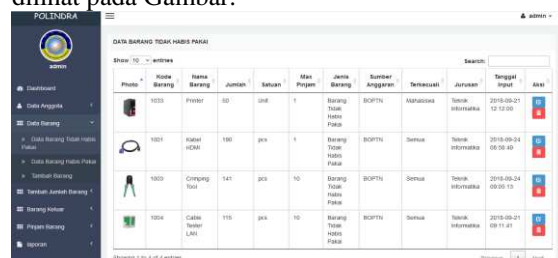 dilihat pada Gambar.
POLINDRA
admin
admin
Dashboard
Data Anggota
Data Barang
Data Barang Tidak Habis Pakai
Data Barang Habis Pakai
Tambah Barang
Tambah Jumlah Barang
Barang Keluar
Pinjam Barang
laporan
DATA BARANG TIDAK HABIS PAKAI
Show 10 entries
Search:
Photo Kode Barang Nama Barang Jumlah Satuan Max Pinjam Jenis Barang Sumber Anggaran Terkecuali Jurusan Tanggal Input Aksi
1033 Printer 50 Unit 1 Barang Tidak Habis Pakai BOPTN Mahasiswa Teknik Informatika 2018-09-21 12:12:00
1001 Kabel HDMI 190 pcs 1 Barang Tidak Habis Pakai BOPTN Semua Teknik Informatika 2018-09-24
1003 Crimping Tool 141 pcs 10 Barang Tidak Habis Pakai BOPTN Semua Teknik Informatika 2018-09-24 09:05:13
1004 Cable Tester LAN 115 pcs 10 Barang Tidak Habis Pakai BOPTN Semua Teknik Informatika 2018-09-21 09:11:41